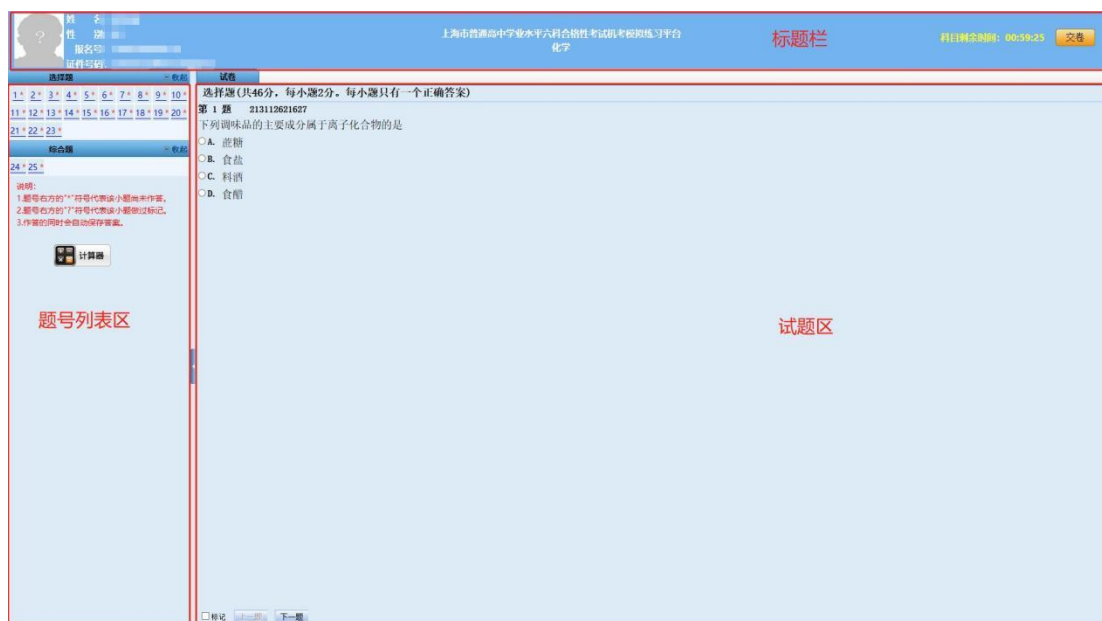 姓 名:
性 别:
报名号:
证件号码:
上海市普通高中学业水平六科合格性考试机考模拟练习平台
化学
标题栏
科目剩余时间: 00:59:25
交卷
选择题
收起
1* 2* 3* 4* 5* 6* 7* 8* 9* 10*
11* 12* 13* 14* 15* 16* 17* 18* 19* 20*
21* 22* 23*
综合题
收起
24* 25*
说明:
1.题号右方的"*"符号代表该小题尚未作答。
2.题号右方的"?"符号代表该小题做过标记。
3.作答的同时会自动保存答案。
计算器
题号列表区
试卷
选择题(共46分，每小题2分。每小题只有一个正确答案)
第 1 题 213112621627
下列调味品的主要成分属于离子化合物的是
A. 蔗糖
B. 食盐
C. 料酒
D. 食醋
试题区
标记
上一题
下一题